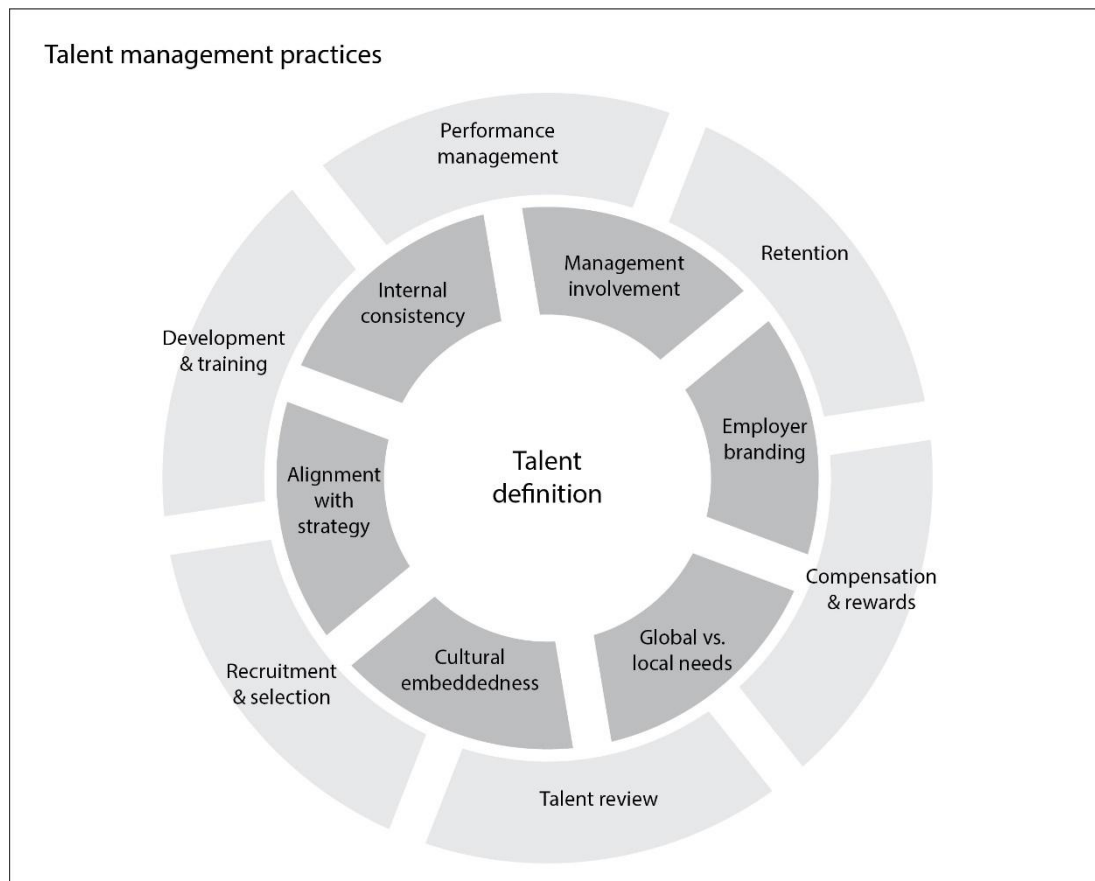 Talent management practices
Performance
management
Retention
Compensation
& rewards
Talent review
Recruitment
& selection
Development
& training
Management
involvement
Employer
branding
Global vs.
local needs
Cultural
embeddedness
Alignment
with
strategy
Internal
consistency
Talent
definition